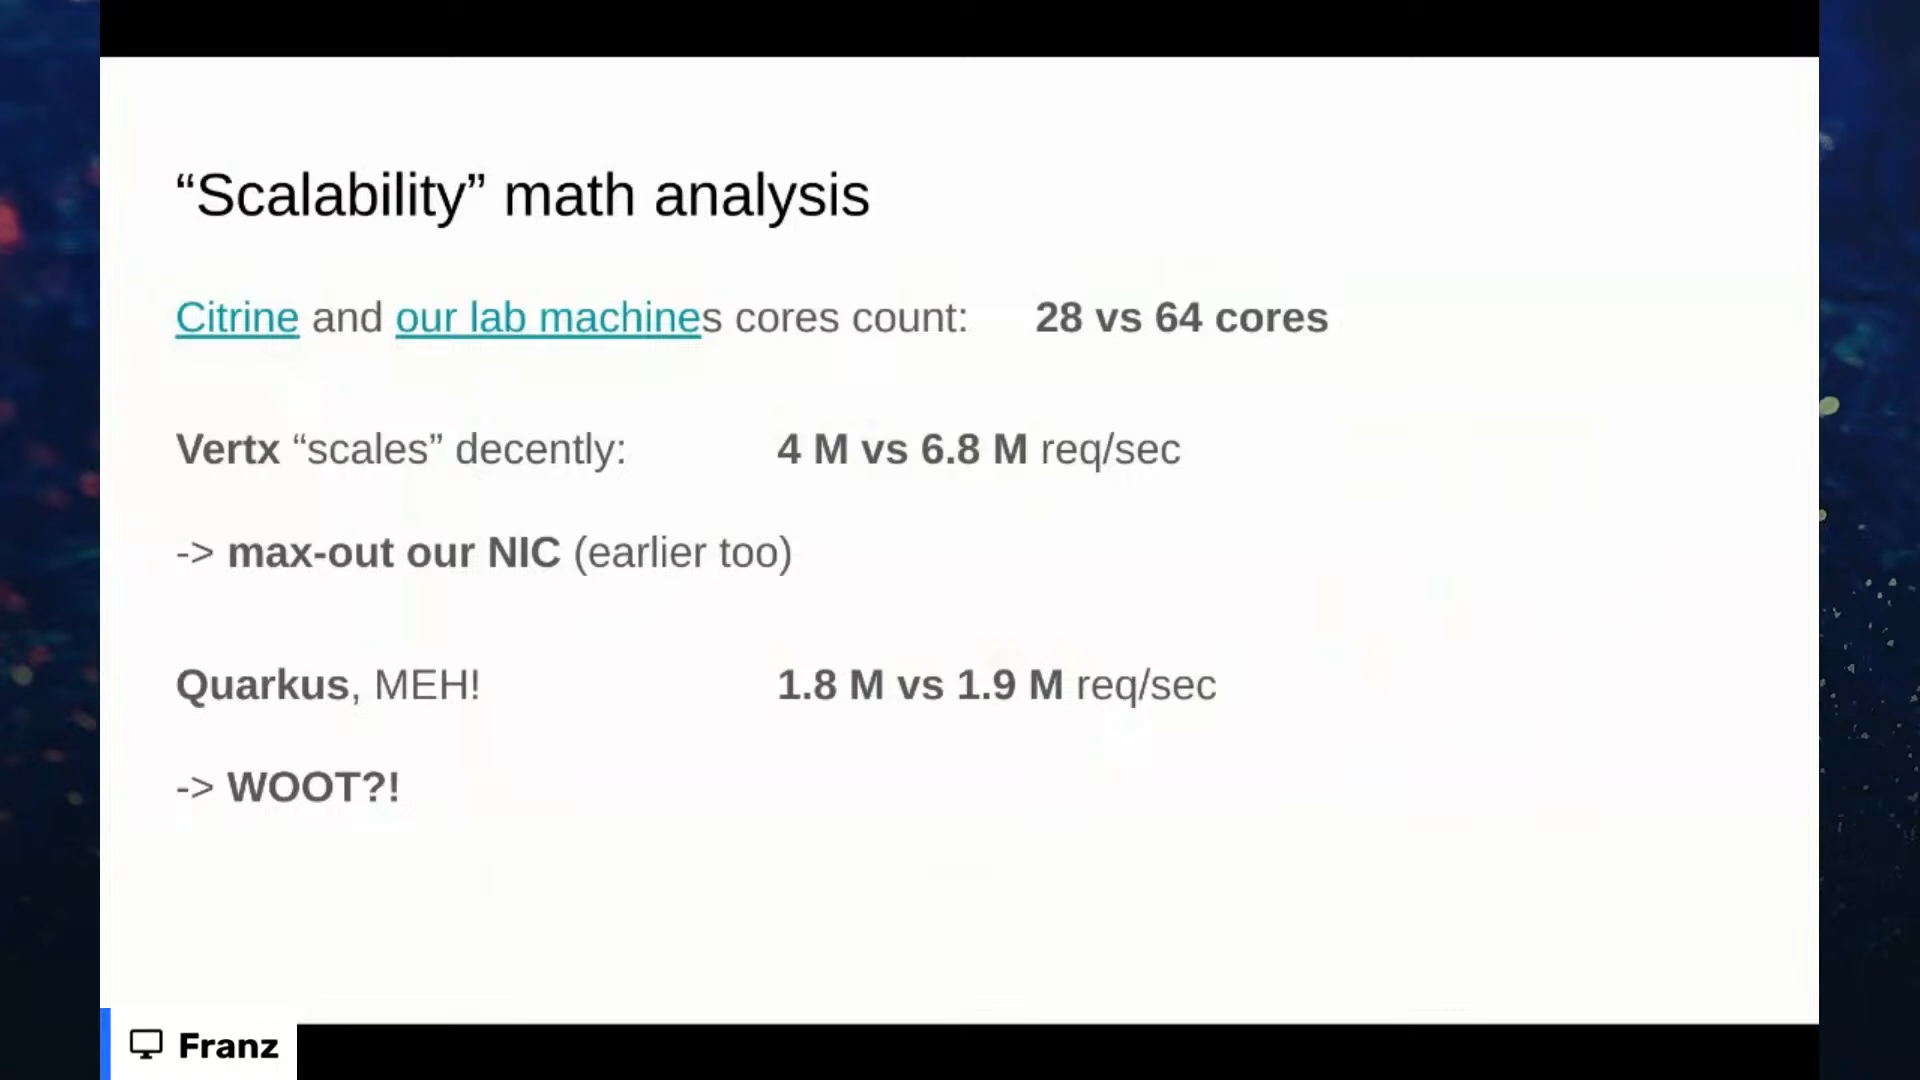 “Scalability” math analysis
Citrine and our lab machines cores count: 28 vs 64 cores
Vertx “scales” decently: 4 M vs 6.8 M req/sec
-> max-out our NIC (earlier too)
Quarkus, MEH! 1.8 M vs 1.9 M req/sec
-> WOOT?!
Franz